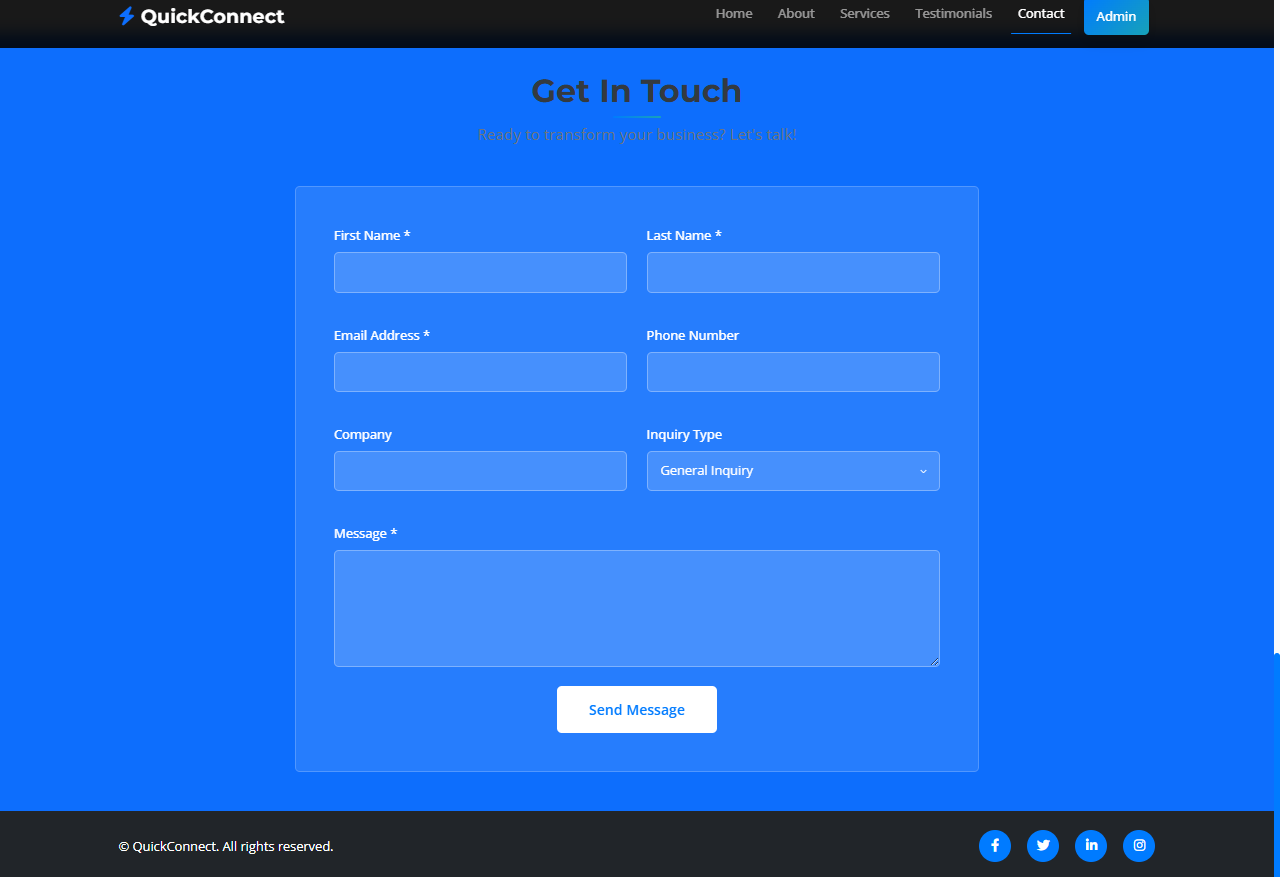 QuickConnect
Home About Services Testimonials Contact Admin
Get In Touch
Ready to transform your business? Let's talk!
First Name * Last Name *
Email Address * Phone Number
Company Inquiry Type
General Inquiry
Message *
Send Message
© QuickConnect. All rights reserved.